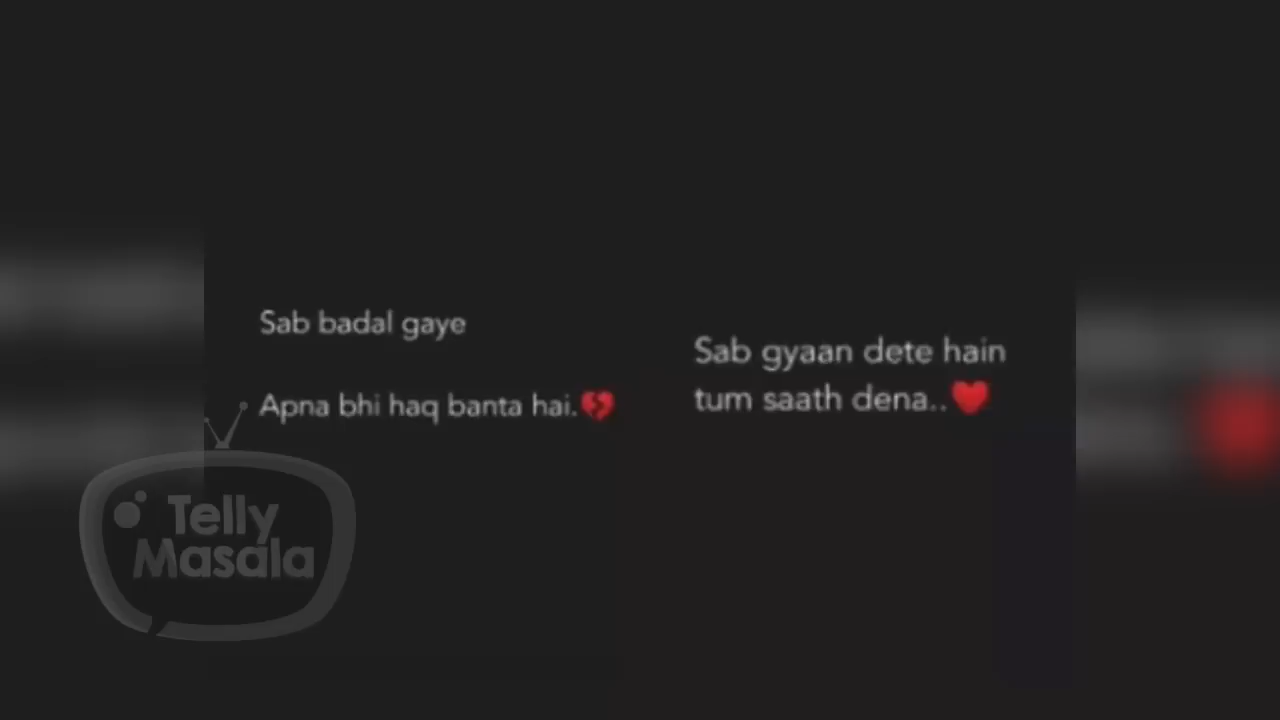 Sab badal gaye
Apna bhi haq banta hai.💔
Sab gyaan dete hain
tum saath dena..❤️
Telly
Masala